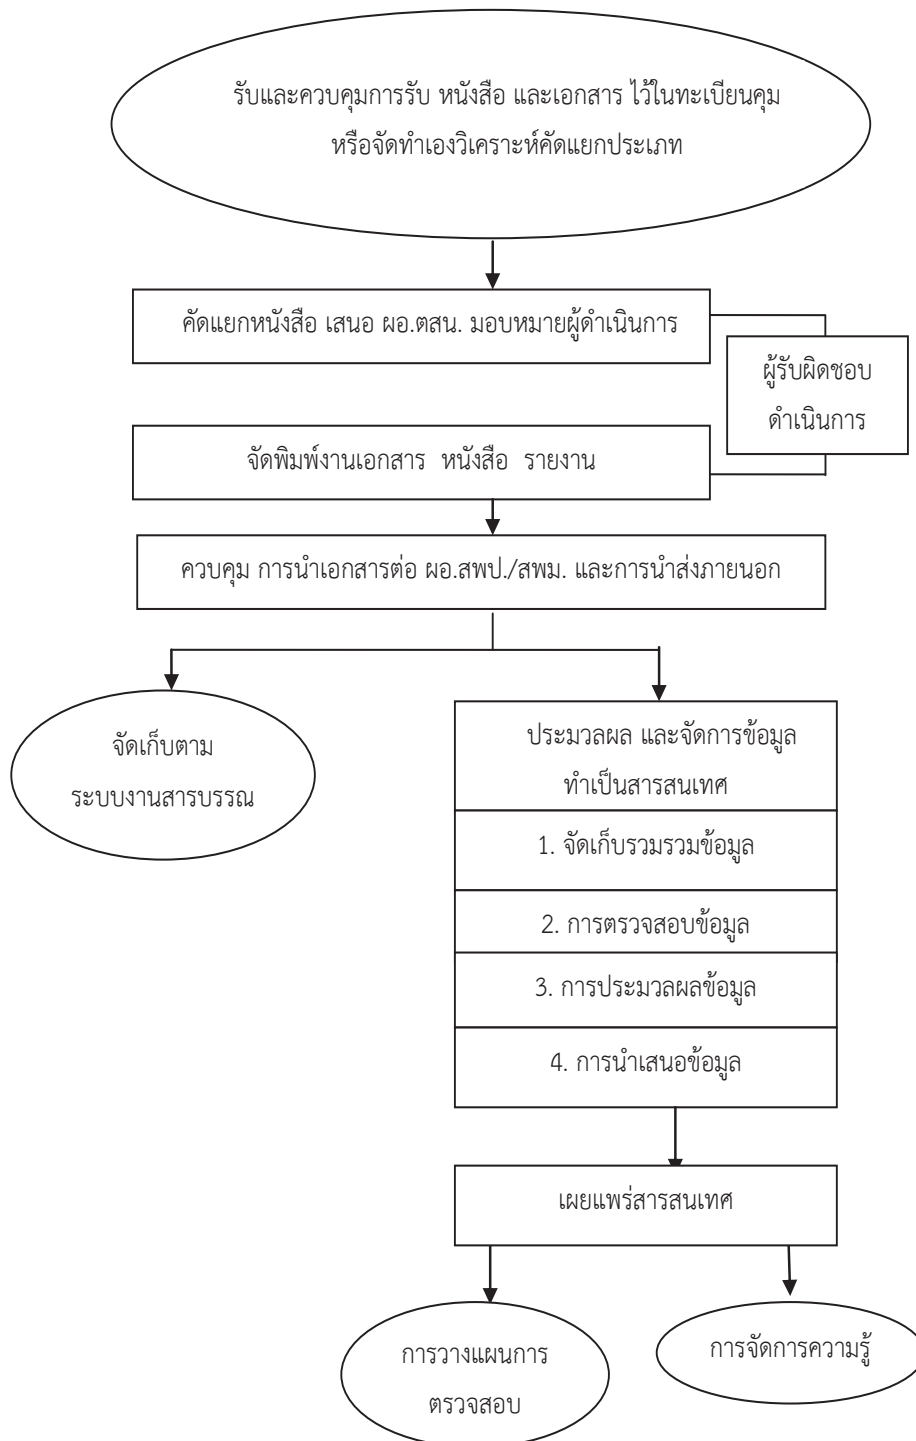 รับและควบคุมการรับ หนังสือ และเอกสาร ไว้ในทะเบียนคุม
หรือจัดทำเองวิเคราะห์คัดแยกประเภท
คัดแยกหนังสือ เสนอ ผอ.ตสน. มอบหมายผู้ดำเนินการ
ผู้รับผิดชอบ
ดำเนินการ
จัดพิมพ์งานเอกสาร หนังสือ รายงาน
ควบคุม การนำเอกสารต่อ ผอ.สพป./สพม. และการนำส่งภายนอก
จัดเก็บตาม
ระบบงานสารบรรณ
ประมวลผล และจัดการข้อมูล
ทำเป็นสารสนเทศ
1. จัดเก็บรวมรวมข้อมูล
2. การตรวจสอบข้อมูล
3. การประมวลผลข้อมูล
4. การนำเสนอข้อมูล
เผยแพร่สารสนเทศ
การวางแผนการ
ตรวจสอบ
การจัดการความรู้